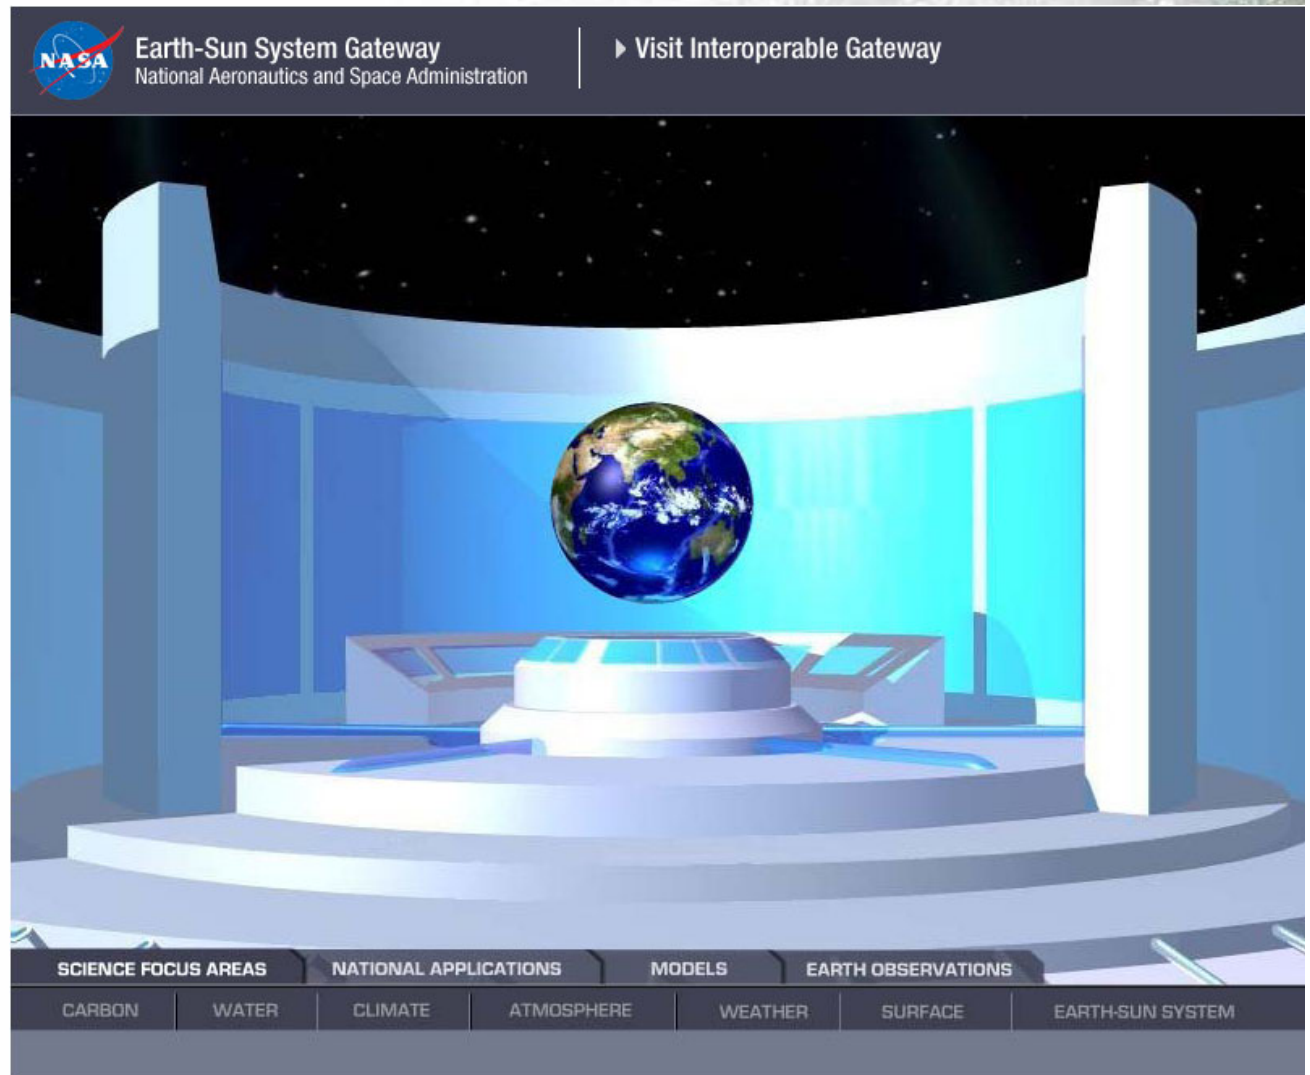 NASA
Earth-Sun System Gateway
National Aeronautics and Space Administration
Visit Interoperable Gateway
SCIENCE FOCUS AREAS NATIONAL APPLICATIONS MODELS EARTH OBSERVATIONS
CARBON WATER CLIMATE ATMOSPHERE WEATHER SURFACE EARTH-SUN SYSTEM